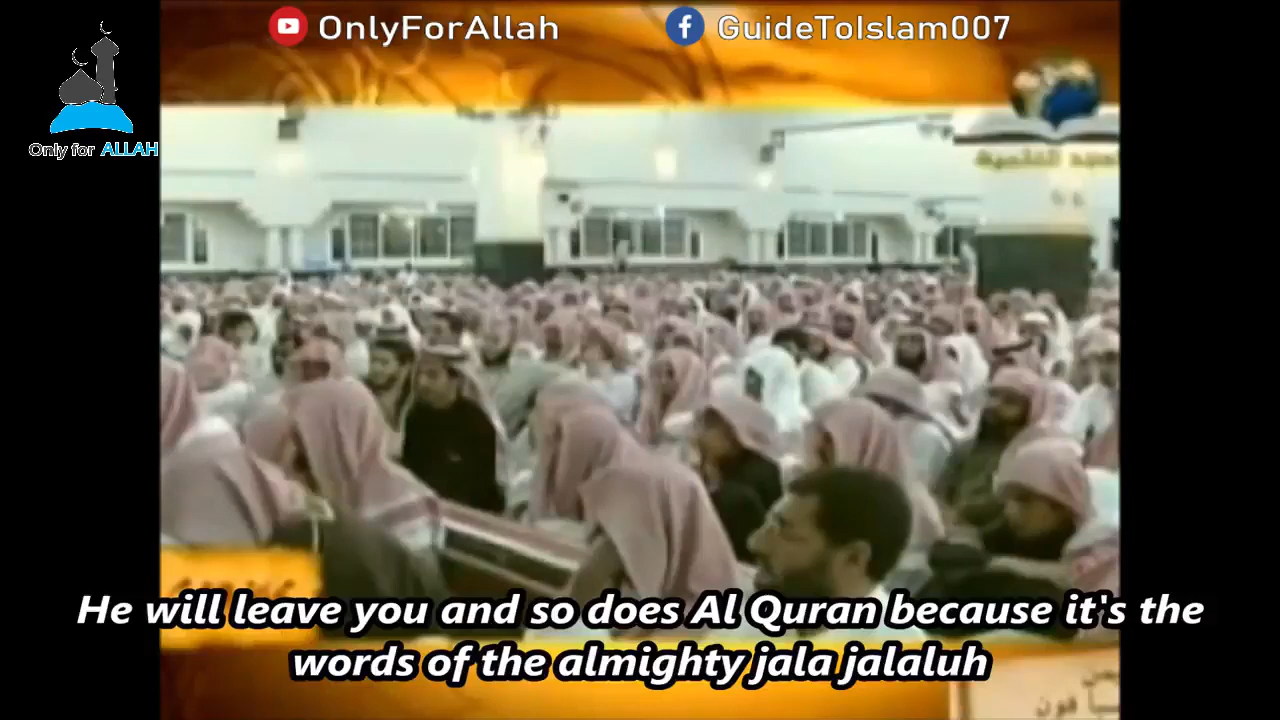 OnlyForAllah
GuideToIslam007
Only for ALLAH
He will leave you and so does Al Quran because it's the
words of the almighty jala jalaluh